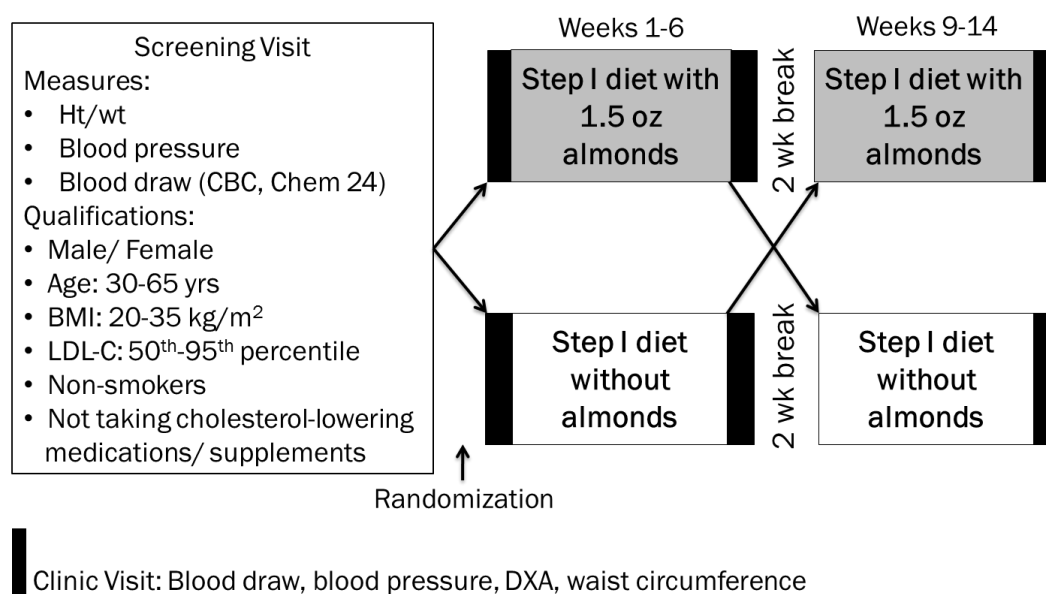 Screening Visit
Measures:
• Ht/wt
• Blood pressure
• Blood draw (CBC, Chem 24)
Qualifications:
• Male/ Female
• Age: 30-65 yrs
• BMI: 20-35 kg/m²
• LDL-C: 50th-95th percentile
• Non-smokers
• Not taking cholesterol-lowering
medications/ supplements
Randomization
Weeks 1-6
Step I diet with
1.5 oz
almonds
2 wk break
Weeks 9-14
Step I diet with
1.5 oz
almonds
Step I diet
without
almonds
2 wk break
Step I diet
without
almonds
Clinic Visit: Blood draw, blood pressure, DXA, waist circumference